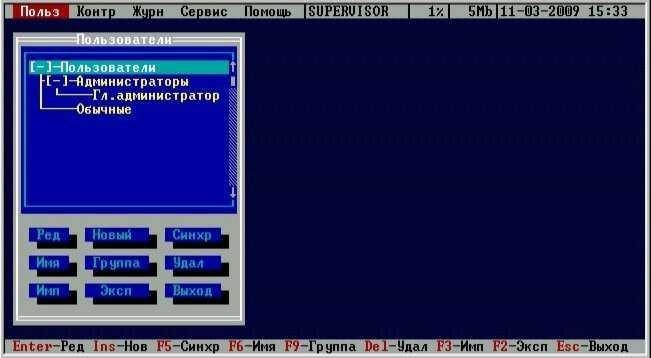 Польз Контр Журн Сервис Помощь |SUPERVISOR | 1%| 5Mb|11-03-2009 15:33
Пользователи
[-]-Пользователи
[-]-Администраторы
Гл.администратор
Обычные
Ред Новый Синхр
Имя Группа Удал
Имп Эксп Выход
Enter-Ред Ins-Нов F5-Синхр F6-Имя F9-Группа Del-Удал F3-Имп F2-Эксп Esc-Выход